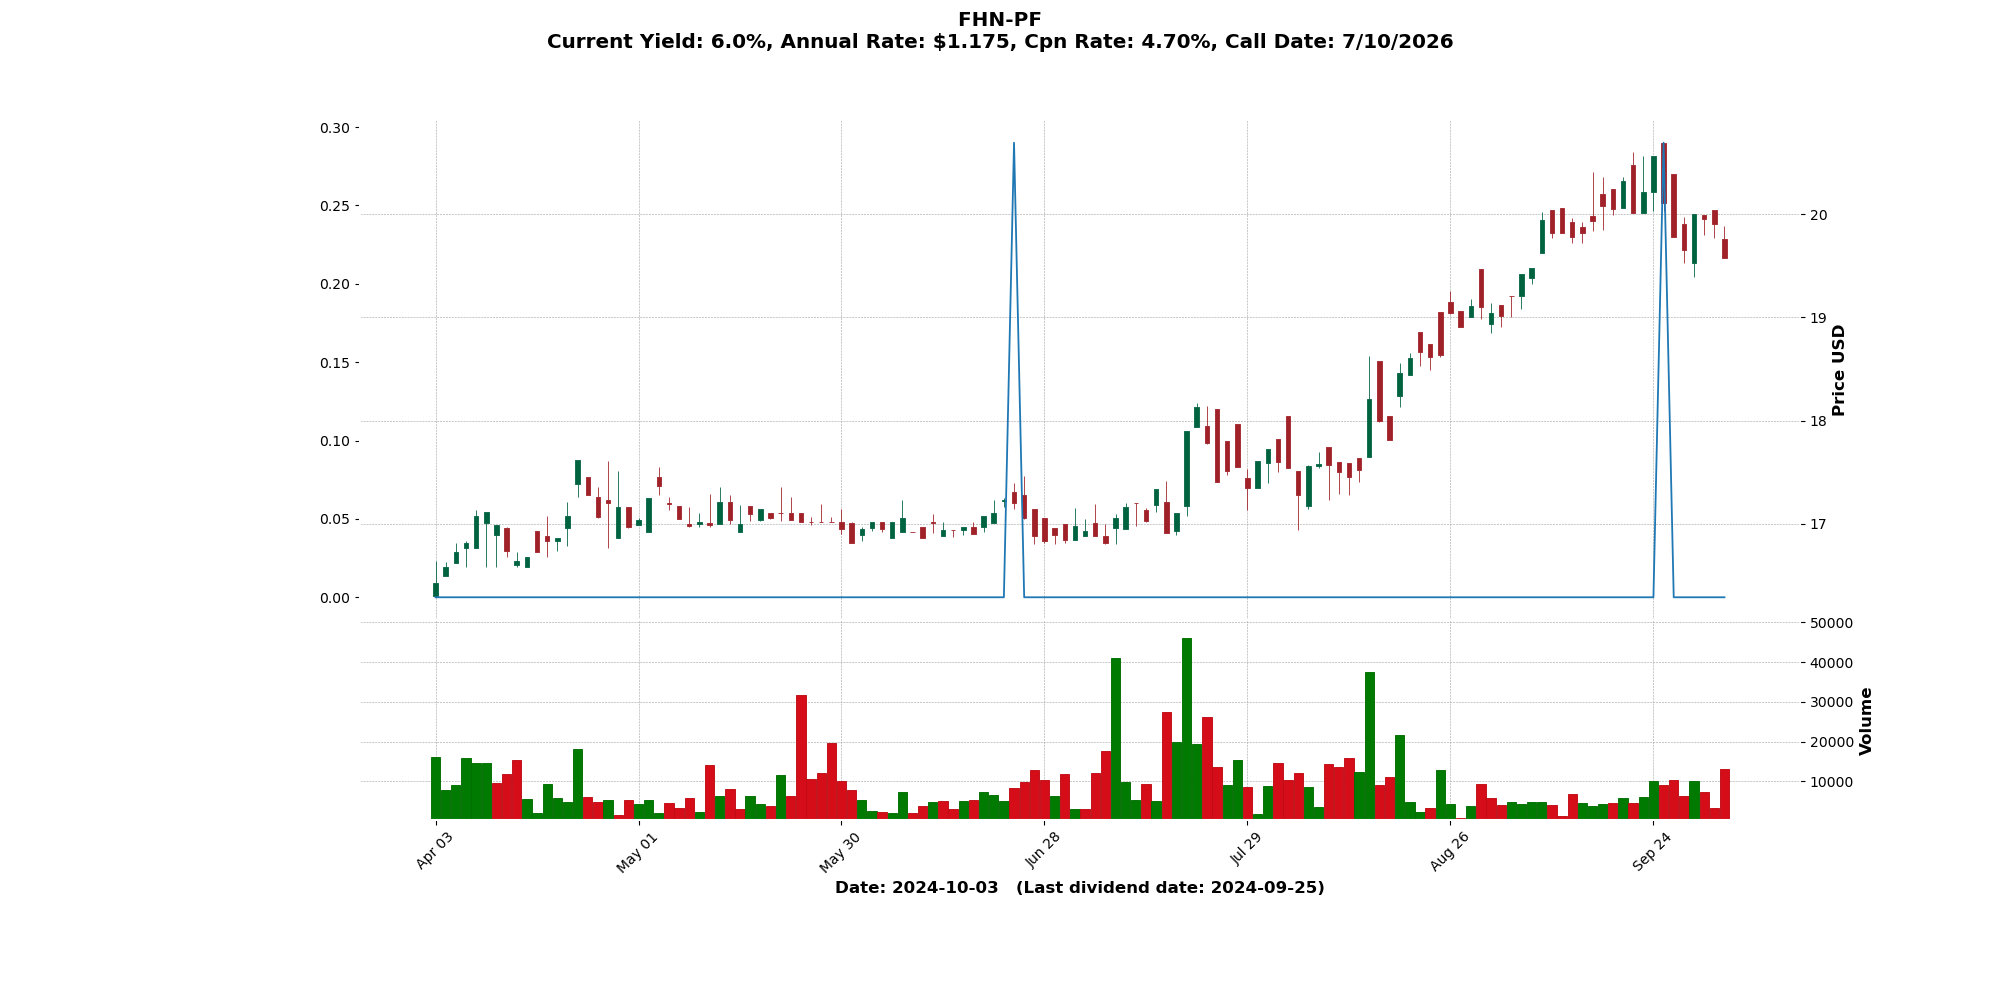 FHN-PF
Current Yield: 6.0%, Annual Rate: $1.175, Cpn Rate: 4.70%, Call Date: 7/10/2026
0.30
0.25
0.20
0.15
0.10
0.05
0.00
20
19
18
17
Price USD
50000
40000
30000
20000
10000
Volume
Apr 03
May 01
May 30
Jun 28
Jul 29
Aug 26
Sep 24
Date: 2024-10-03   (Last dividend date: 2024-09-25)